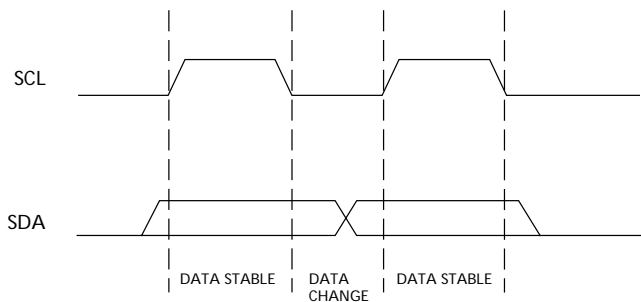 SCL
SDA
DATA STABLE
DATA
CHANGE
DATA STABLE